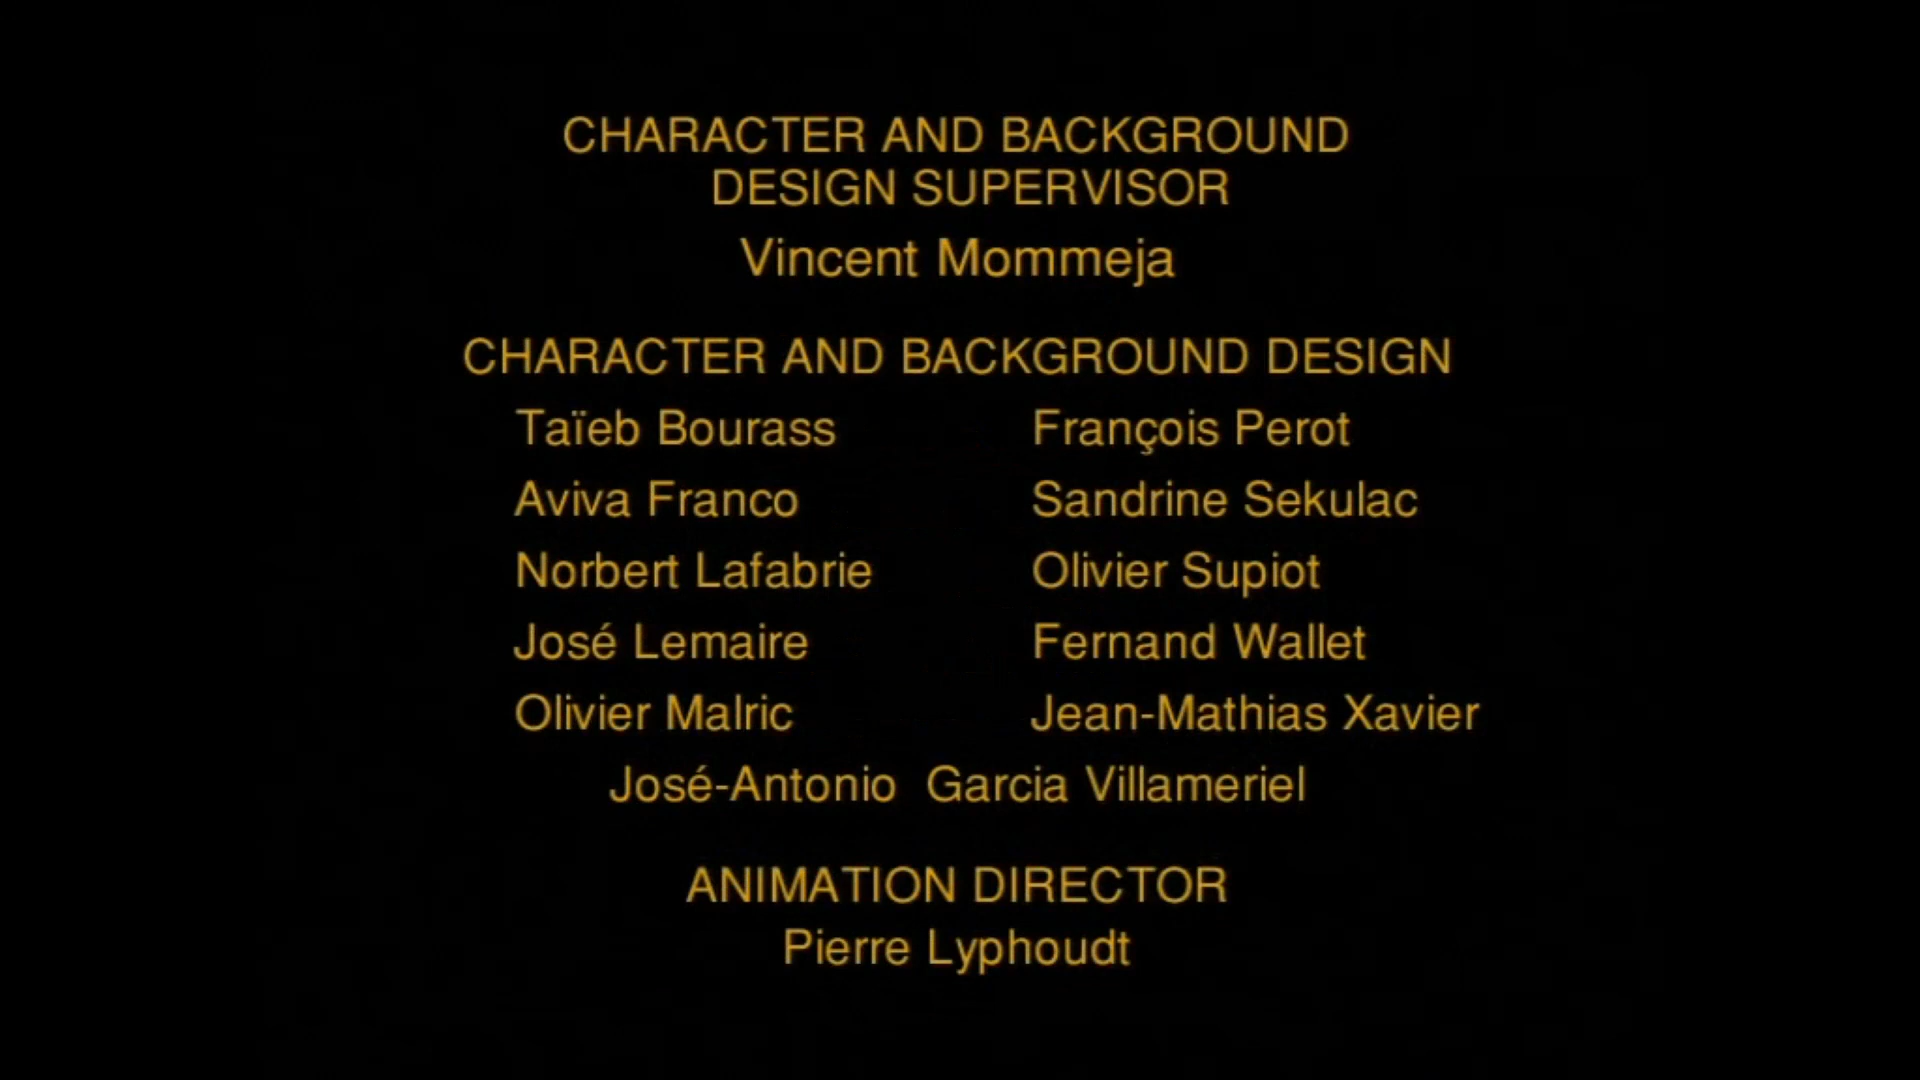 CHARACTER AND BACKGROUND
DESIGN SUPERVISOR
Vincent Mommeja
CHARACTER AND BACKGROUND DESIGN
Taïeb Bourass François Perot
Aviva Franco Sandrine Sekulac
Norbert Lafabrie Olivier Supiot
José Lemaire Fernand Wallet
Olivier Malric Jean-Mathias Xavier
José-Antonio Garcia Villameriel
ANIMATION DIRECTOR
Pierre Lyphoudt